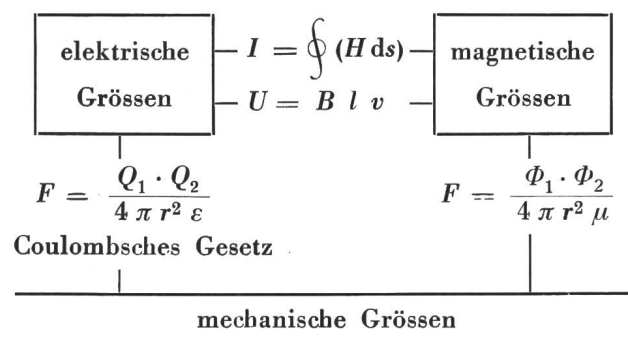 elektrische
Grössen
I = ∮ (H ds)
U = B l v
magnetische
Grössen
F = Q₁ · Q₂ / 4 π r² ε
Coulombsches Gesetz
F = Φ₁ · Φ₂ / 4 π r² μ
mechanische Grössen